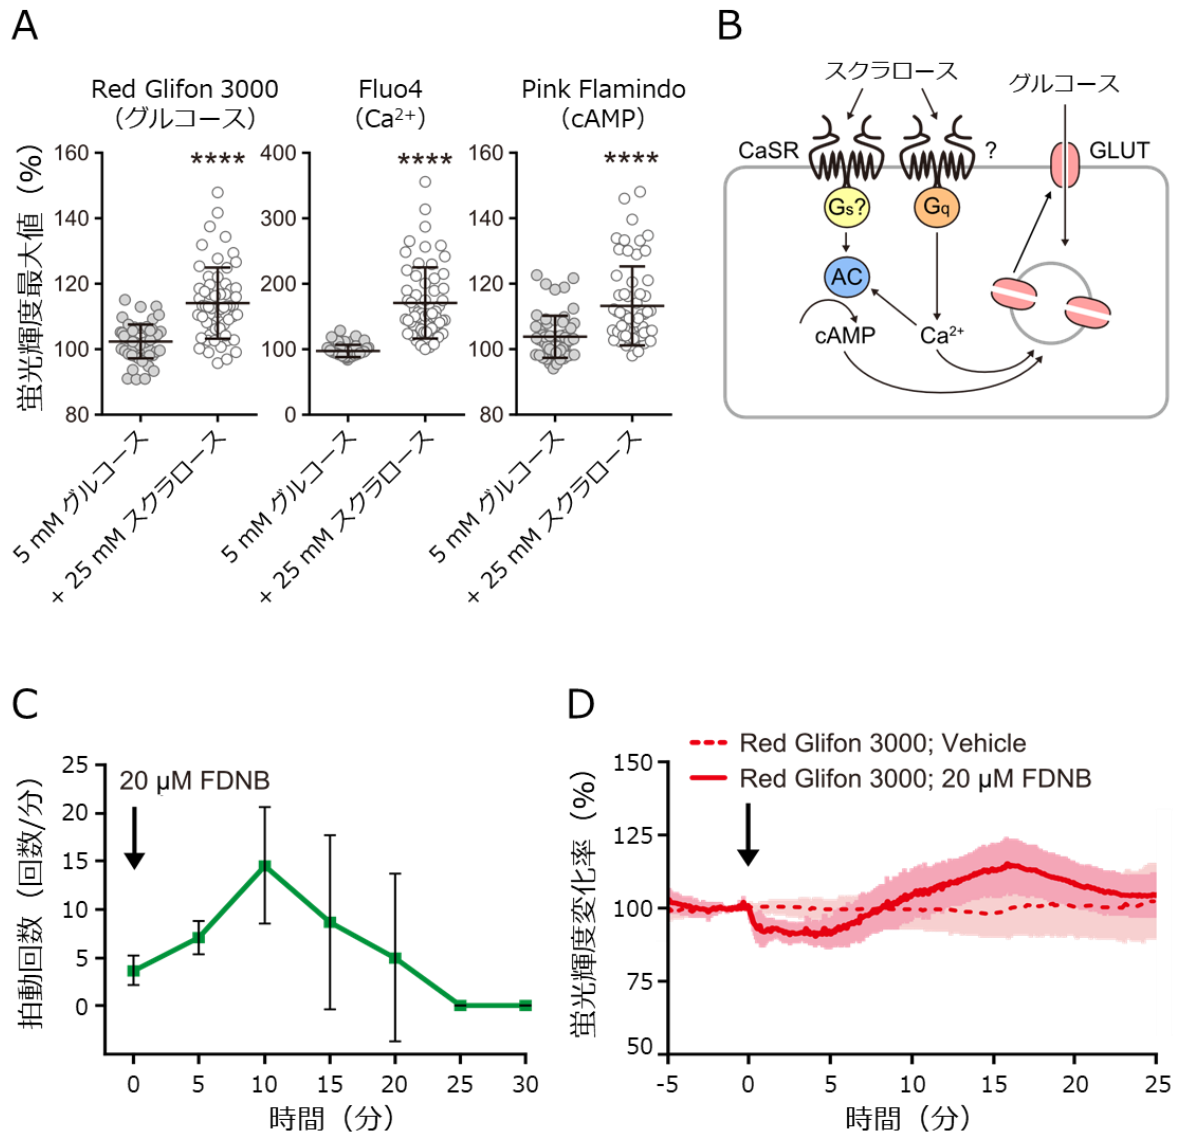 A
Red Glifon 3000
（グルコース）
Fluo4
（Ca²⁺）
Pink Flamindo
（cAMP）
蛍光輝度最大値（%）
160
140
120
100
80
****
400
300
200
100
0
****
160
140
120
100
80
****
5 mM グルコース
+ 25 mM スクラロース
5 mM グルコース
+ 25 mM スクラロース
5 mM グルコース
+ 25 mM スクラロース
B
スクラロース
グルコース
CaSR
?
GLUT
Gs?
Gq
AC
cAMP
Ca²⁺
C
20 µM FDNB
拍動回数（回数/分）
25
20
15
10
5
0
0 5 10 15 20 25 30
時間（分）
D
Red Glifon 3000; Vehicle
Red Glifon 3000; 20 µM FDNB
蛍光輝度変化率（%）
150
125
100
75
50
-5 0 5 10 15 20 25
時間（分）